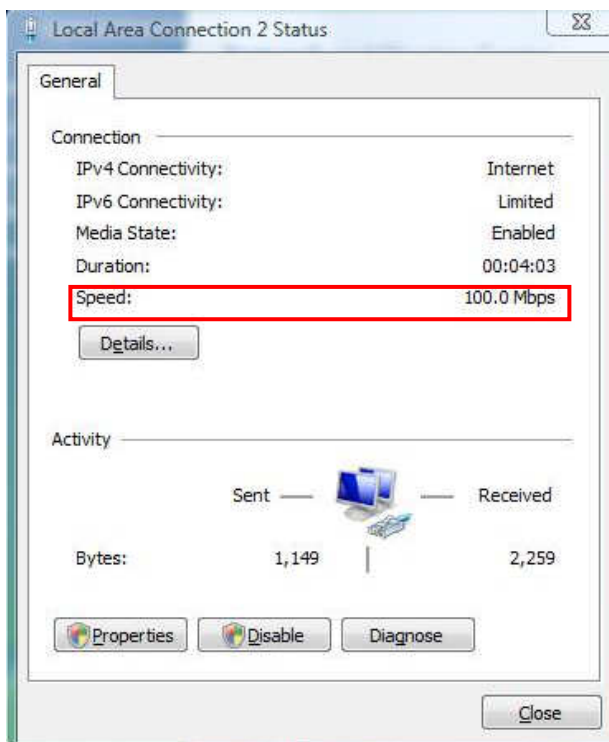 Local Area Connection 2 Status
General
Connection
IPv4 Connectivity: Internet
IPv6 Connectivity: Limited
Media State: Enabled
Duration: 00:04:03
Speed: 100.0 Mbps
Details...
Activity
Sent Received
Bytes: 1,149 2,259
Properties Disable Diagnose
Close